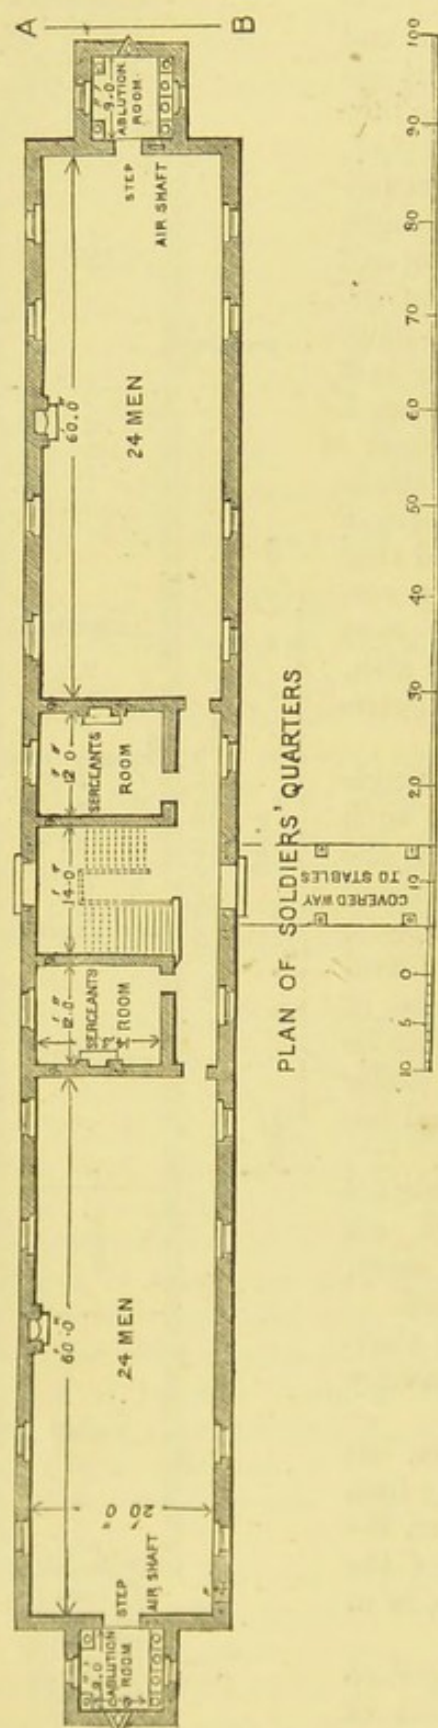 A
B
9.0
ABLUTION
ROOM
STEP
AIR SHAFT
60.0
24 MEN
20.0
12.0
SERGEANTS
ROOM
14.0
12.0
SERGEANTS
ROOM
60.0
24 MEN
STEP
AIR SHAFT
9.0
ABLUTION
ROOM
PLAN OF SOLDIERS' QUARTERS
COVERED WAY
TO STABLES
10 5 0 10 20 30 40 50 60 70 80 90 100